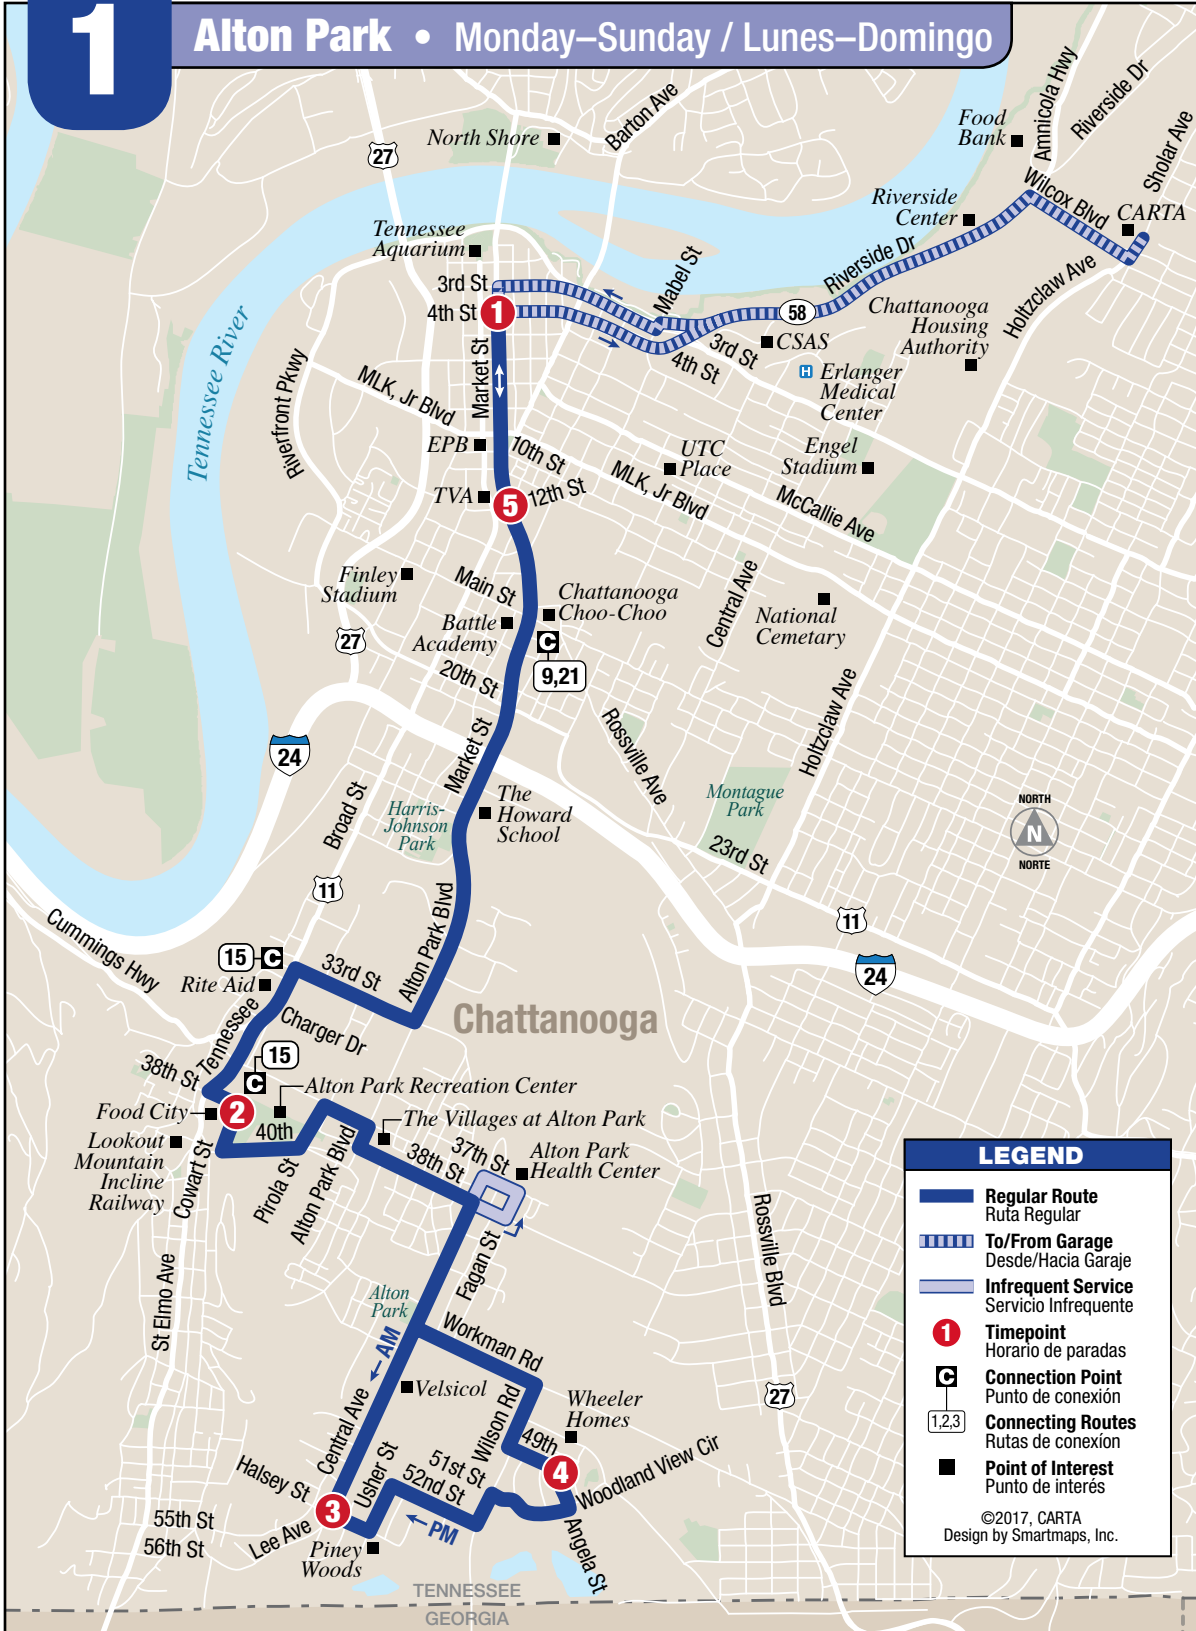 1
Alton Park • Monday–Sunday / Lunes–Domingo
27
North Shore
Barton Ave
Food
Bank
Amnicola Hwy
Riverside Dr
Sholar Ave
Wilcox Blvd
CARTA
Riverside
Center
Riverside Dr
Holtzclaw Ave
Tennessee
Aquarium
3rd St
4th St
1
Mabel St
58
3rd St
4th St
CSAS
Chattanooga
Housing
Authority
H
Erlanger
Medical
Center
Tennessee River
Riverfront Pkwy
Market St
MLK, Jr Blvd
EPB
10th St
UTC
Place
Engel
Stadium
TVA
5
12th St
MLK, Jr Blvd
McCallie Ave
Finley
Stadium
Main St
Chattanooga
Choo-Choo
Central Ave
National
Cemetary
Battle
Academy
C
9,21
27
20th St
24
Market St
Rossville Ave
Holtzclaw Ave
Broad St
Harris-
Johnson
Park
The
Howard
School
Montague
Park
NORTH
N
NORTE
23rd St
11
11
24
Alton Park Blvd
Cummings Hwy
15
C
Rite Aid
33rd St
Chattanooga
Tennessee
Charger Dr
38th St
15
C
Alton Park Recreation Center
Food City
2
40th
The Villages at Alton Park
Lookout
Mountain
Incline
Railway
Cowart St
Pirola St
Alton Park Blvd
38th St
37th St
Alton Park
Health Center
Fagan St
Rossville Blvd
St Elmo Ave
Alton
Park
AM
Workman Rd
Velsicol
Central Ave
Wilson Rd
Wheeler
Homes
49th
4
27
Halsey St
Usher St
51st St
52nd St
Woodland View Cir
55th St
56th St
Lee Ave
3
PM
Piney
Woods
Angela St
TENNESSEE
GEORGIA
LEGEND
Regular Route
Ruta Regular
To/From Garage
Desde/Hacia Garaje
Infrequent Service
Servicio Infrequente
1
Timepoint
Horario de paradas
C
Connection Point
Punto de conexión
1,2,3
Connecting Routes
Rutas de conexíon
Point of Interest
Punto de interés
©2017, CARTA
Design by Smartmaps, Inc.